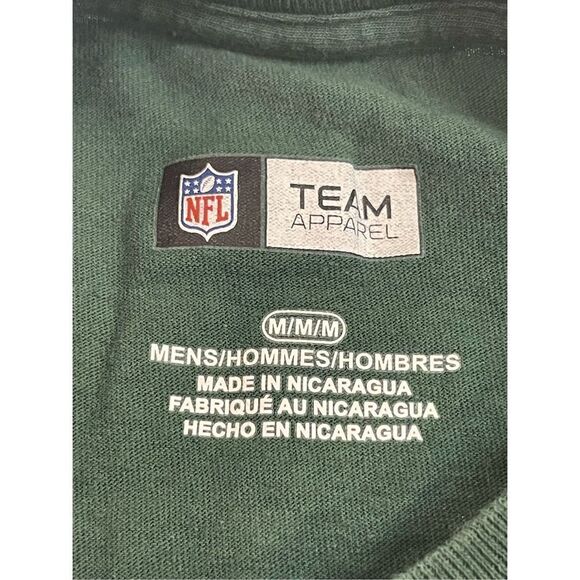 NFL
TEAM
APPAREL
M/M/M
MENS/HOMMES/HOMBRES
MADE IN NICARAGUA
FABRIQUÉ AU NICARAGUA
HECHO EN NICARAGUA